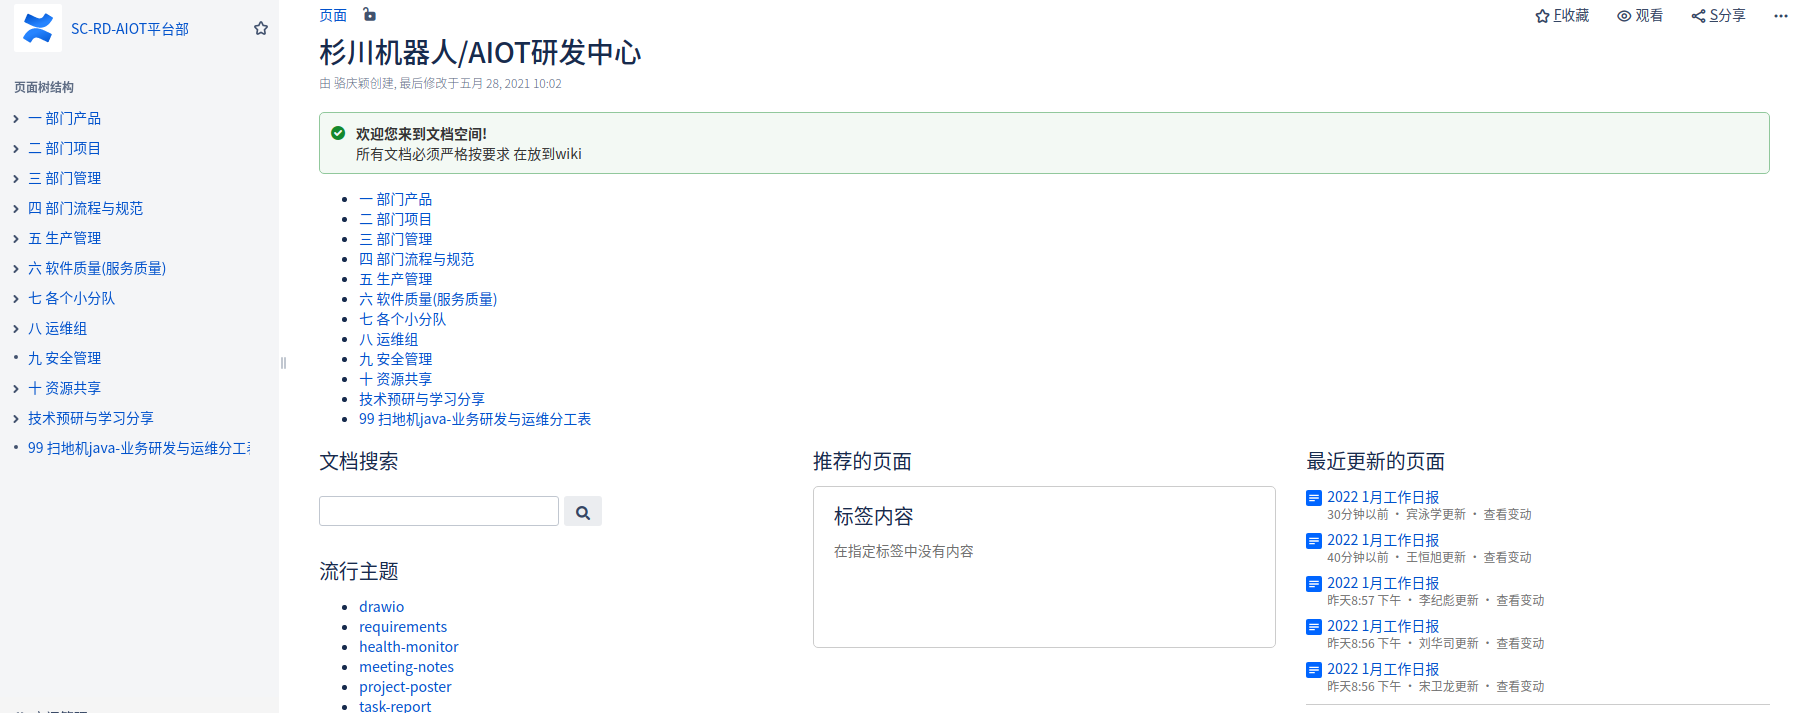 SC-RD-AIOT平台部
页面树结构
一 部门产品
二 部门项目
三 部门管理
四 部门流程与规范
五 生产管理
六 软件质量(服务质量)
七 各个小分队
八 运维组
九 安全管理
十 资源共享
技术预研与学习分享
99 扫地机java-业务研发与运维分工
页面
F收藏
观看
S分享
杉川机器人/AIOT研发中心
由 骆庆颖创建, 最后修改于五月 28, 2021 10:02
欢迎您来到文档空间!
所有文档必须严格按要求 在放到wiki
一 部门产品
二 部门项目
三 部门管理
四 部门流程与规范
五 生产管理
六 软件质量(服务质量)
七 各个小分队
八 运维组
九 安全管理
十 资源共享
技术预研与学习分享
99 扫地机java-业务研发与运维分工表
文档搜索
流行主题
drawio
requirements
health-monitor
meeting-notes
project-poster
task-report
推荐的页面
标签内容
在指定标签中没有内容
最近更新的页面
2022 1月工作日报
30分钟以前 • 宾泳学更新 • 查看变动
2022 1月工作日报
40分钟以前 • 王恒旭更新 • 查看变动
2022 1月工作日报
昨天8:57 下午 • 李纪彪更新 • 查看变动
2022 1月工作日报
昨天8:56 下午 • 刘华司更新 • 查看变动
2022 1月工作日报
昨天8:56 下午 • 宋卫龙更新 • 查看变动